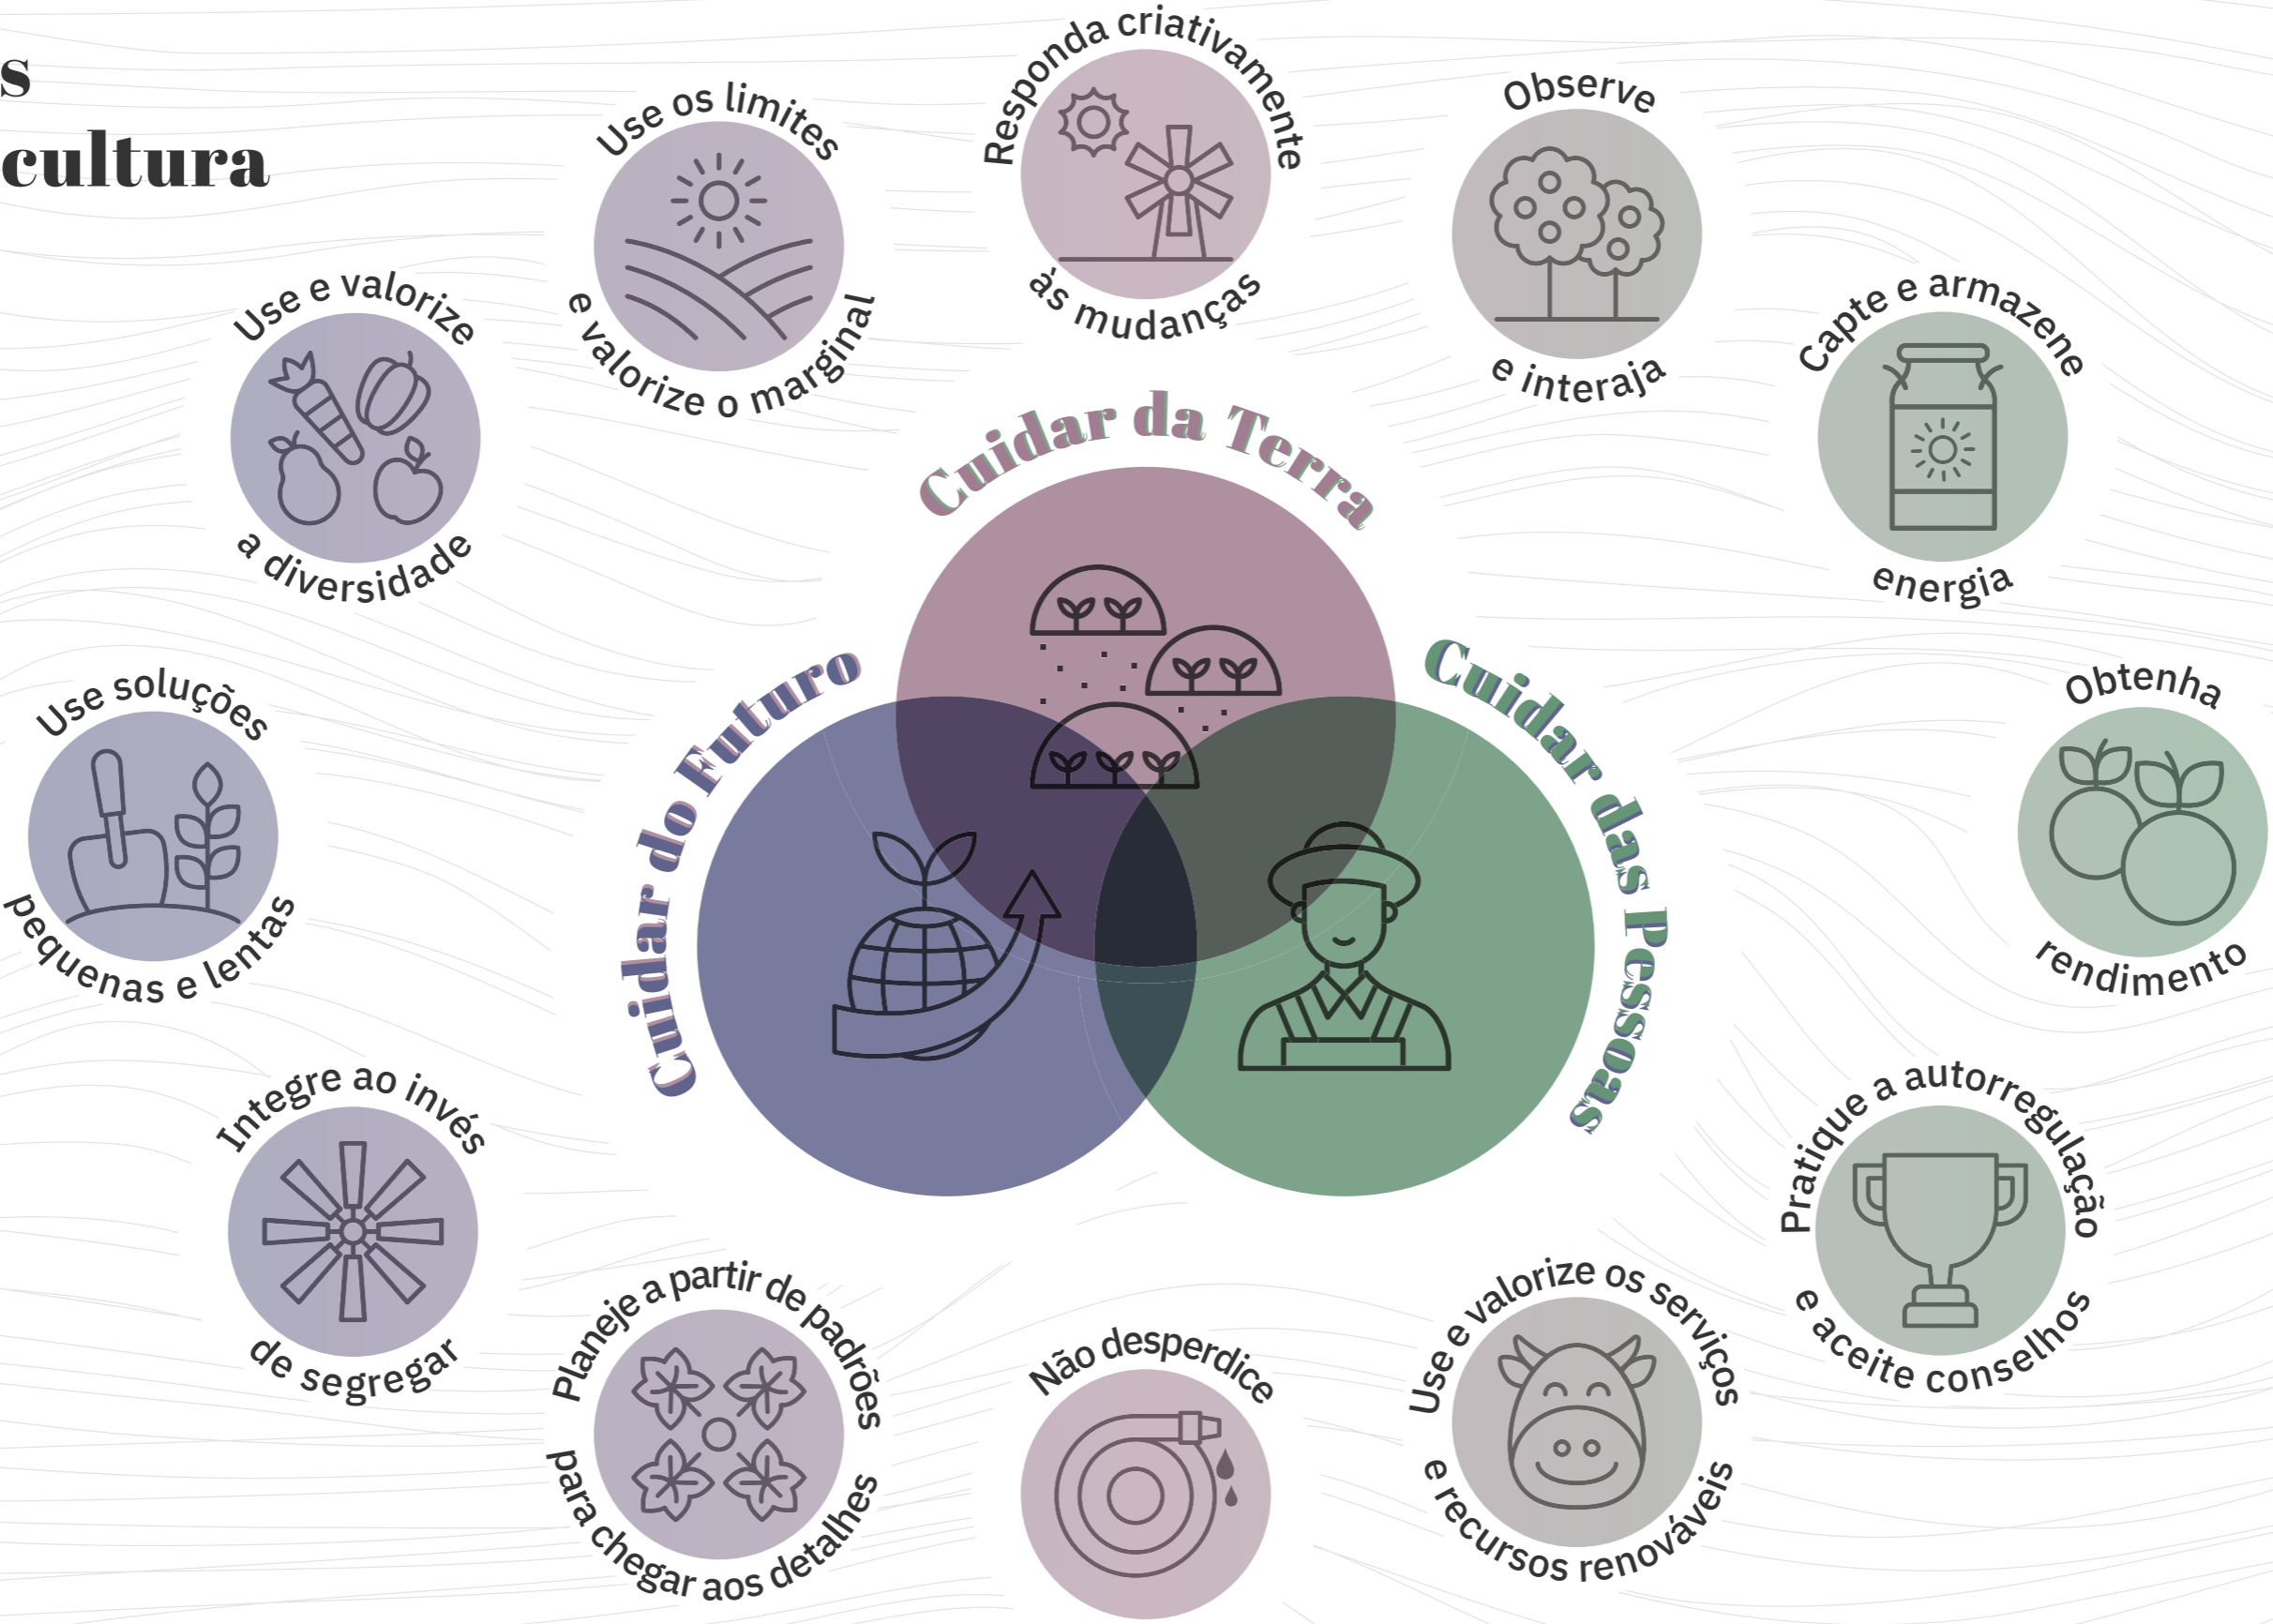 s
cultura
Responda criativamente
às mudanças
Observe
e interaja
Capte e armazene
energia
Obtenha
rendimento
Pratique a autorregulação
e aceite conselhos
Use e valorize os serviços
e recursos renováveis
Não desperdice
Planeje a partir de padrões
para chegar aos detalhes
Integre ao invés
de segregar
Use soluções
pequenas e lentas
Use e valorize
a diversidade
Use os limites
e valorize o marginal
Cuidar da Terra
Cuidar das Pessoas
Cuidar do Futuro